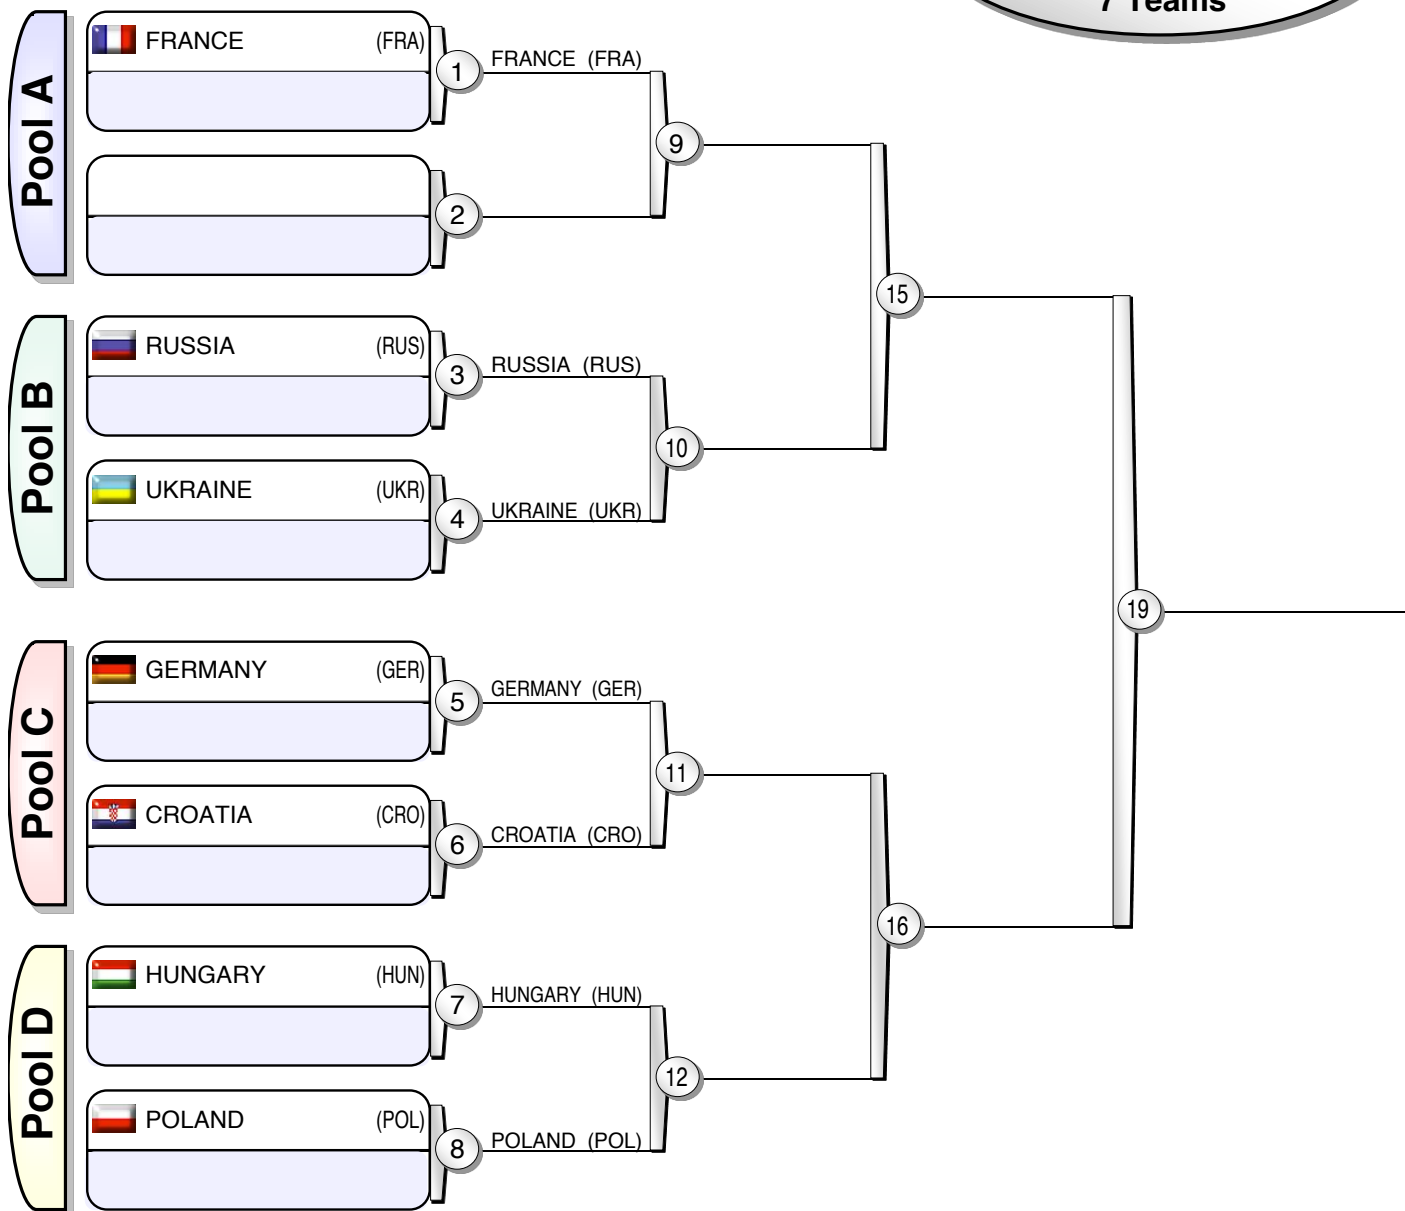 7 Teams
Pool A
FRANCE (FRA)
1
FRANCE (FRA)
9
2
15
Pool B
RUSSIA (RUS)
3
RUSSIA (RUS)
10
UKRAINE (UKR)
4
UKRAINE (UKR)
19
Pool C
GERMANY (GER)
5
GERMANY (GER)
11
CROATIA (CRO)
6
CROATIA (CRO)
16
Pool D
HUNGARY (HUN)
7
HUNGARY (HUN)
12
POLAND (POL)
8
POLAND (POL)